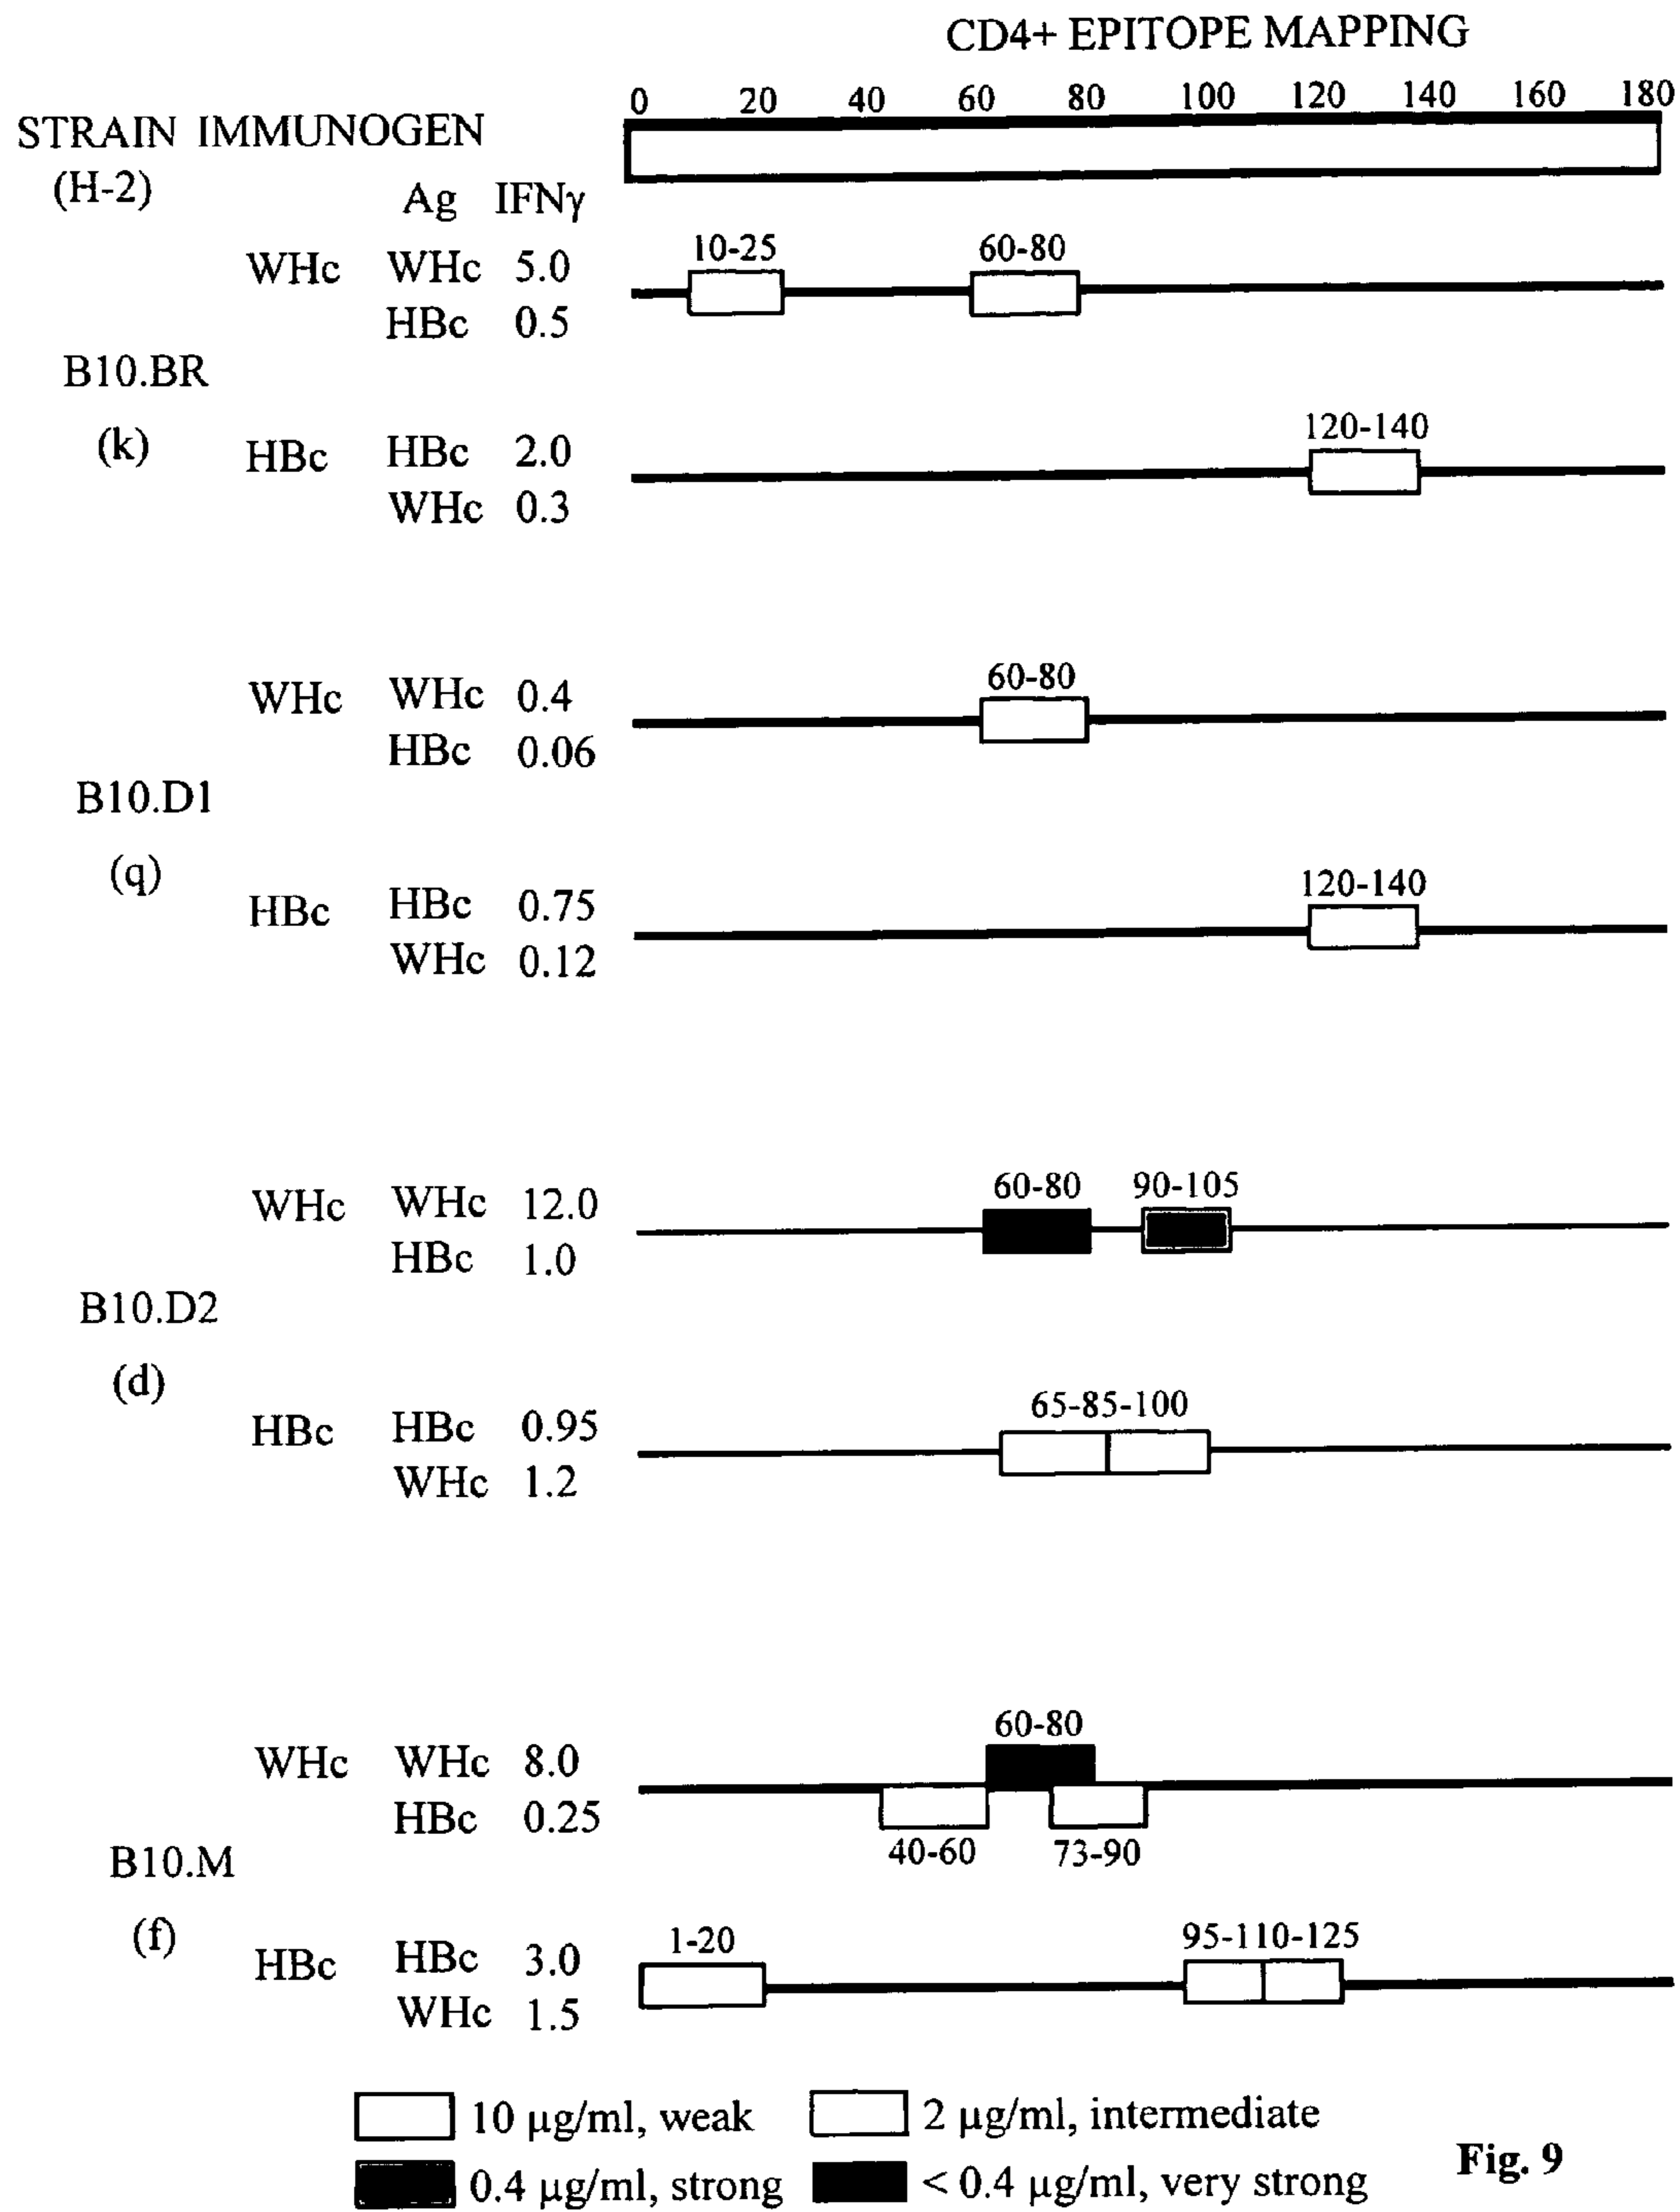 CD4+ EPITOPE MAPPING
0 20 40 60 80 100 120 140 160 180
STRAIN IMMUNOGEN
(H-2)
Ag IFNγ
10-25 60-80
WHc WHc 5.0
HBc 0.5
B10.BR
(k)
120-140
HBc HBc 2.0
WHc 0.3
60-80
WHc WHc 0.4
HBc 0.06
B10.D1
(q)
120-140
HBc HBc 0.75
WHc 0.12
60-80 90-105
WHc WHc 12.0
HBc 1.0
B10.D2
(d)
65-85-100
HBc HBc 0.95
WHc 1.2
60-80
WHc WHc 8.0
HBc 0.25
40-60 73-90
B10.M
(f)
1-20 95-110-125
HBc HBc 3.0
WHc 1.5
10 μg/ml, weak 2 μg/ml, intermediate
0.4 μg/ml, strong < 0.4 μg/ml, very strong
Fig. 9